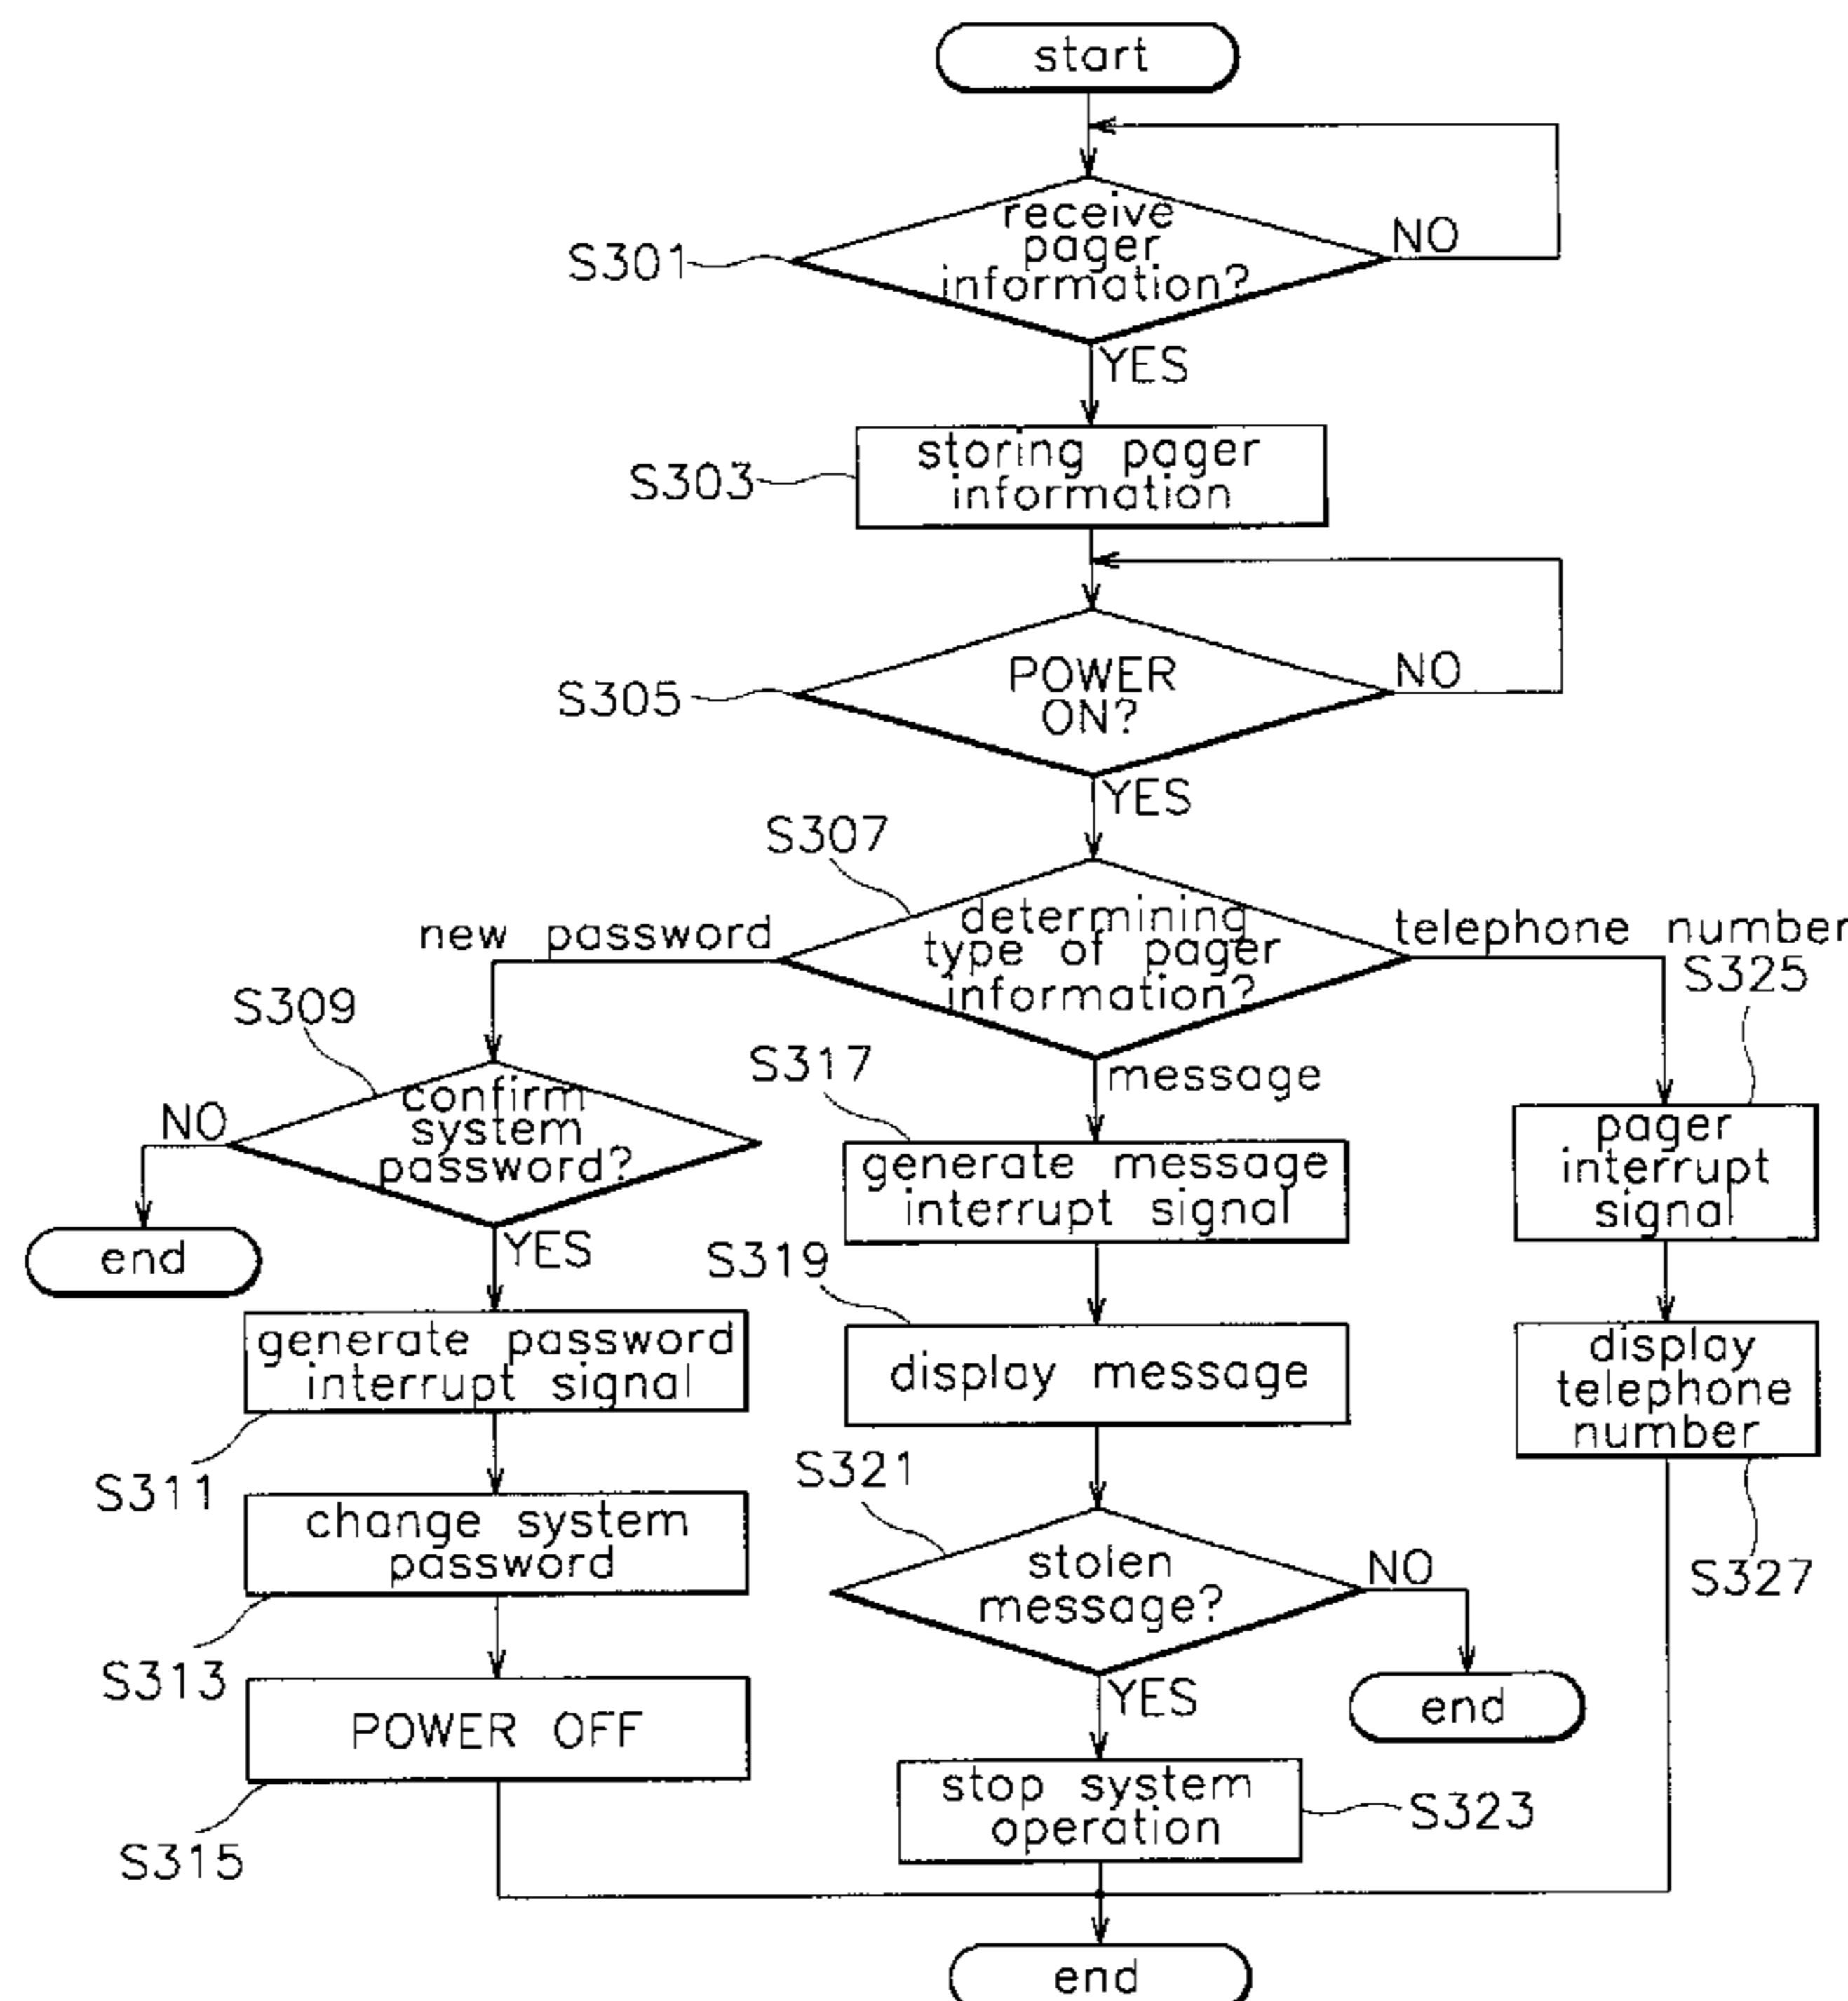 start
receive
pager
information?
NO
S301
YES
storing pager
information
S303
POWER
ON?
NO
S305
YES
S307
determining
type of pager
information?
new password
telephone number
S325
S309
confirm
system
password?
NO
end
YES
S317
message
generate message
interrupt signal
pager
interrupt
signal
generate password
interrupt signal
S311
S319
display message
display
telephone
number
S327
change system
password
S313
S321
stolen
message?
NO
end
YES
POWER OFF
S315
stop system
operation
S323
end